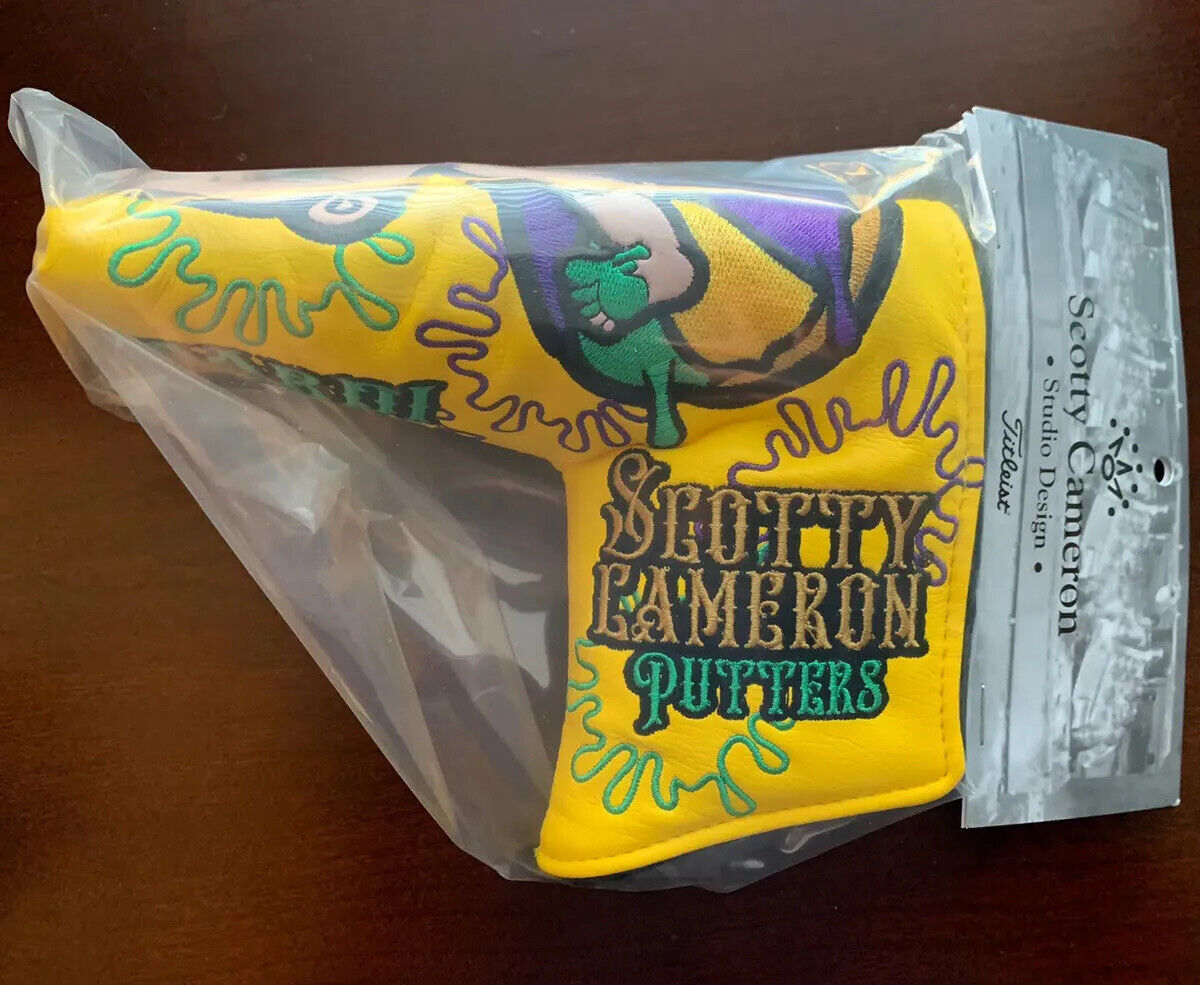 SCOTTY
CAMERON
PUTTERS
Scotty Cameron
• Studio Design •
Titleist